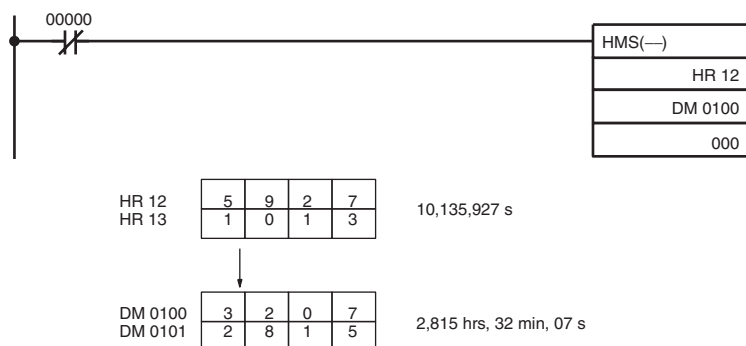 00000
HMS(––)
HR 12
DM 0100
000
HR 12 5 9 2 7
HR 13 1 0 1 3
10,135,927 s
DM 0100 3 2 0 7
DM 0101 2 8 1 5
2,815 hrs, 32 min, 07 s